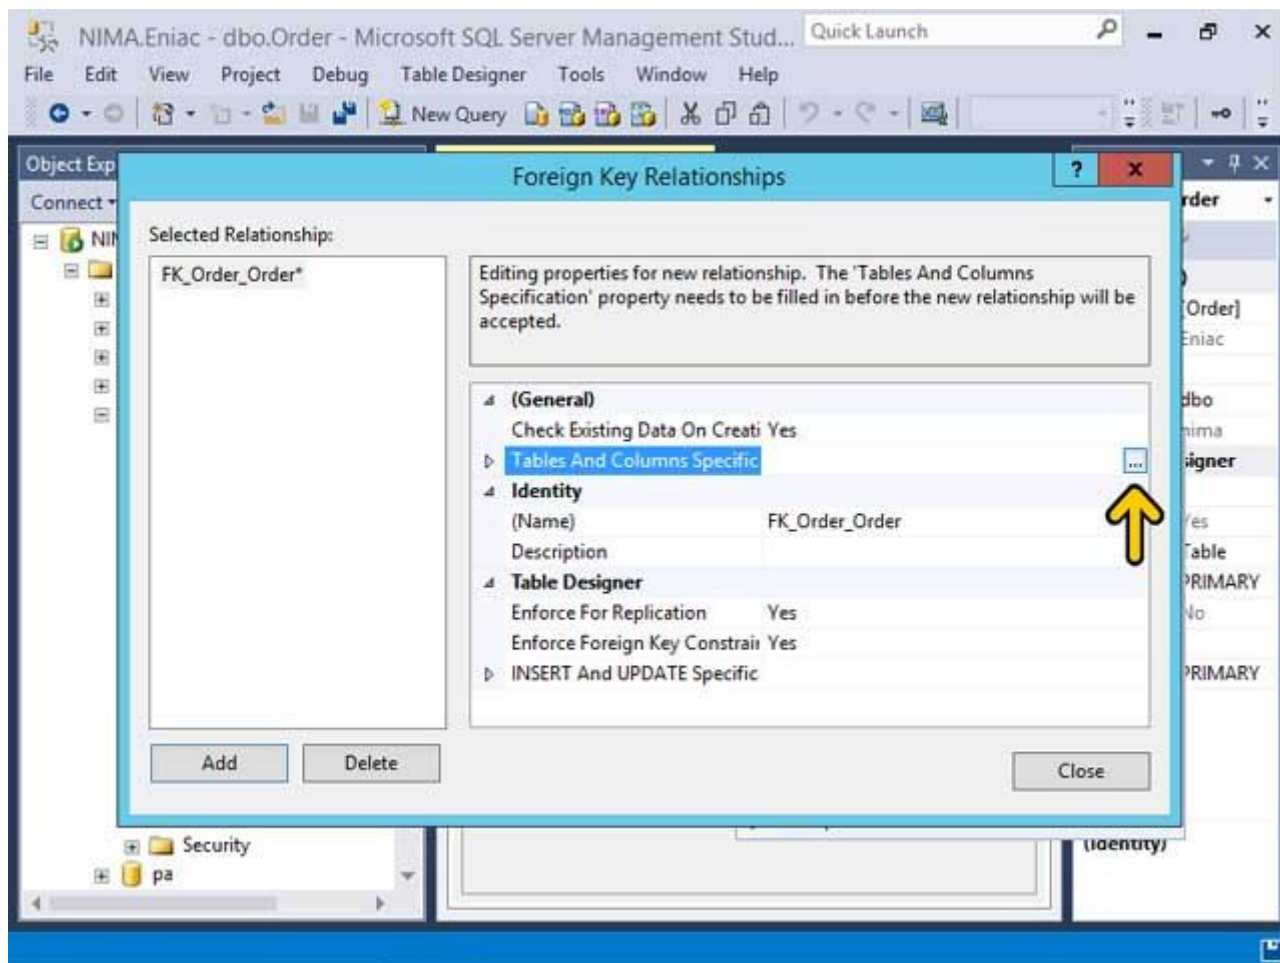 NIMA.Eniac - dbo.Order - Microsoft SQL Server Management Stud...
Quick Launch
File Edit View Project Debug Table Designer Tools Window Help
New Query
Object Exp
Foreign Key Relationships
?
x
Connect
rder
Selected Relationship:
FK_Order_Order*
Editing properties for new relationship. The 'Tables And Columns
Specification' property needs to be filled in before the new relationship will be
accepted.
(General)
Check Existing Data On Creati Yes
Tables And Columns Specific
...
Identity
(Name) FK_Order_Order
Description
Table Designer
Enforce For Replication Yes
Enforce Foreign Key Constrai Yes
INSERT And UPDATE Specific
Add
Delete
Close
NIM
[Order]
Eniac
dbo
nima
signer
Yes
Table
PRIMARY
No
PRIMARY
Security
pa
(Identity)